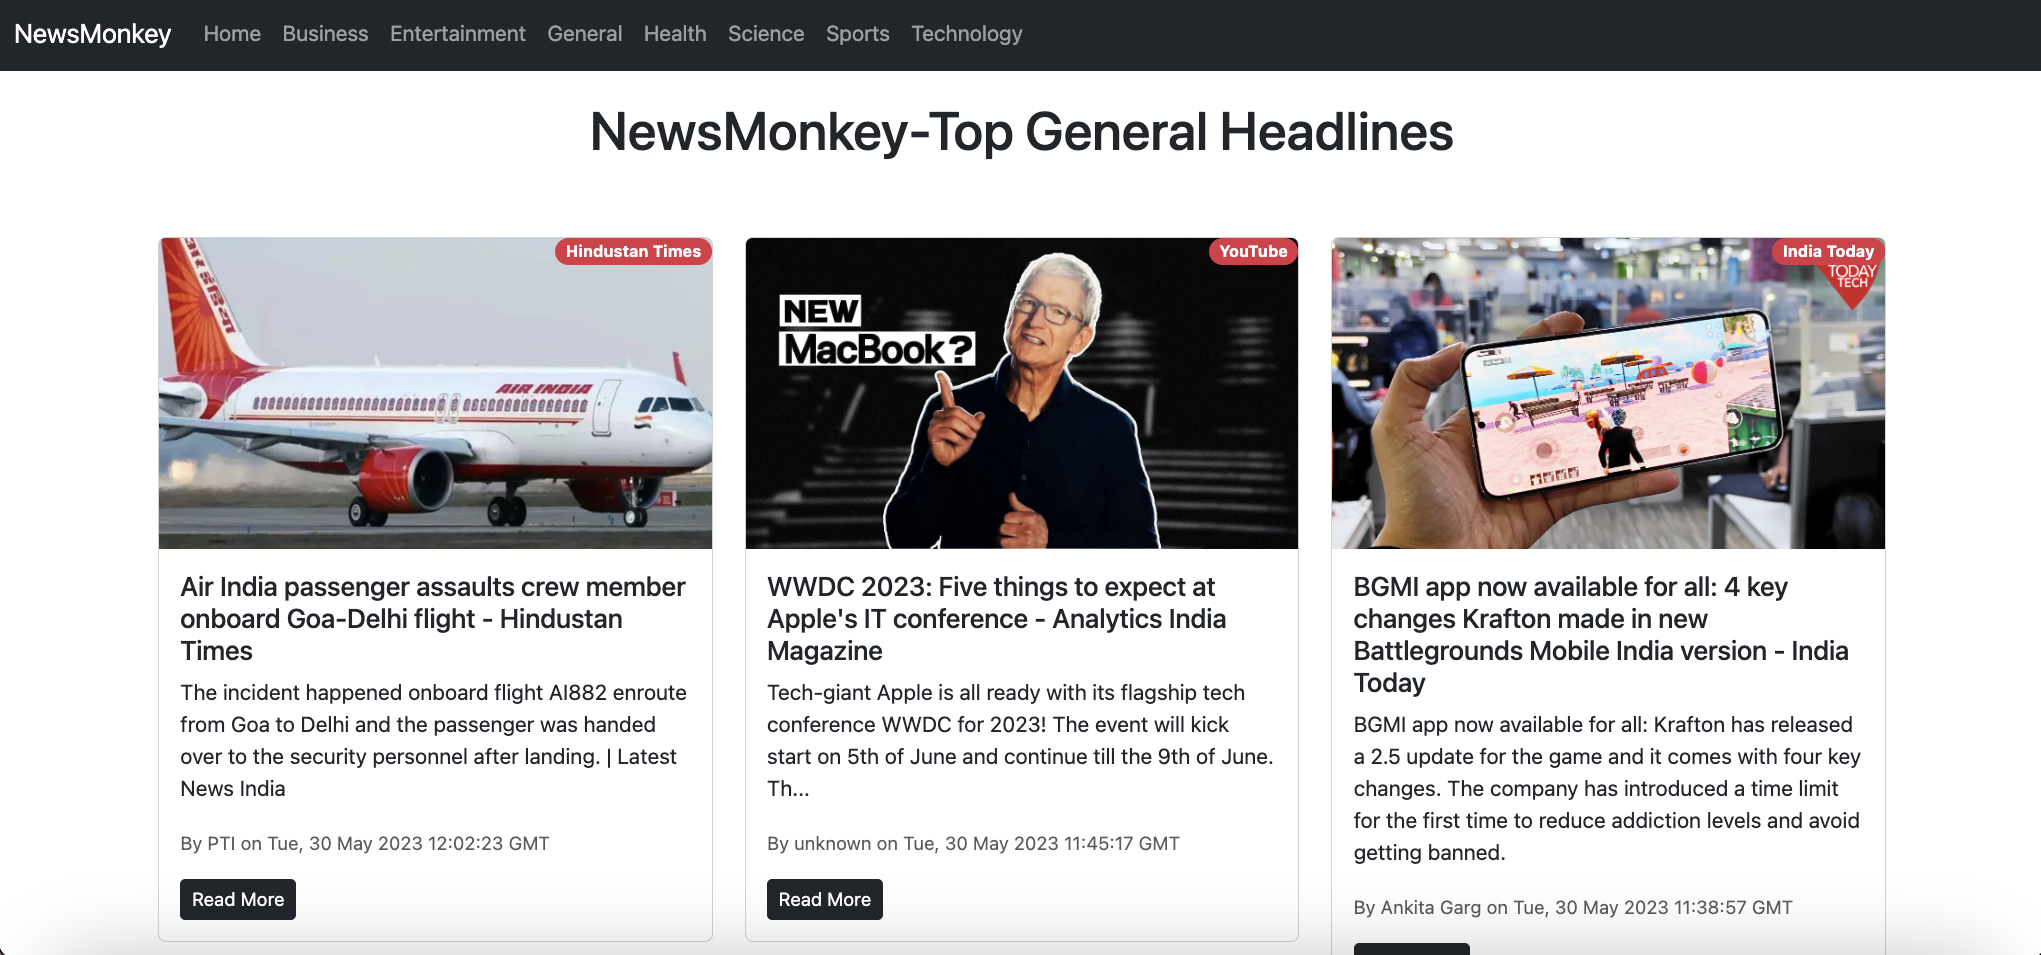 NewsMonkey Home Business Entertainment General Health Science Sports Technology
NewsMonkey-Top General Headlines
Hindustan Times
AIR INDIA
Air India passenger assaults crew member
onboard Goa-Delhi flight - Hindustan
Times
The incident happened onboard flight AI882 enroute
from Goa to Delhi and the passenger was handed
over to the security personnel after landing. | Latest
News India
By PTI on Tue, 30 May 2023 12:02:23 GMT
Read More
YouTube
NEW
MacBook?
WWDC 2023: Five things to expect at
Apple's IT conference - Analytics India
Magazine
Tech-giant Apple is all ready with its flagship tech
conference WWDC for 2023! The event will kick
start on 5th of June and continue till the 9th of June.
Th...
By unknown on Tue, 30 May 2023 11:45:17 GMT
Read More
India Today
TODAY
TECH
BGMI app now available for all: 4 key
changes Krafton made in new
Battlegrounds Mobile India version - India
Today
BGMI app now available for all: Krafton has released
a 2.5 update for the game and it comes with four key
changes. The company has introduced a time limit
for the first time to reduce addiction levels and avoid
getting banned.
By Ankita Garg on Tue, 30 May 2023 11:38:57 GMT